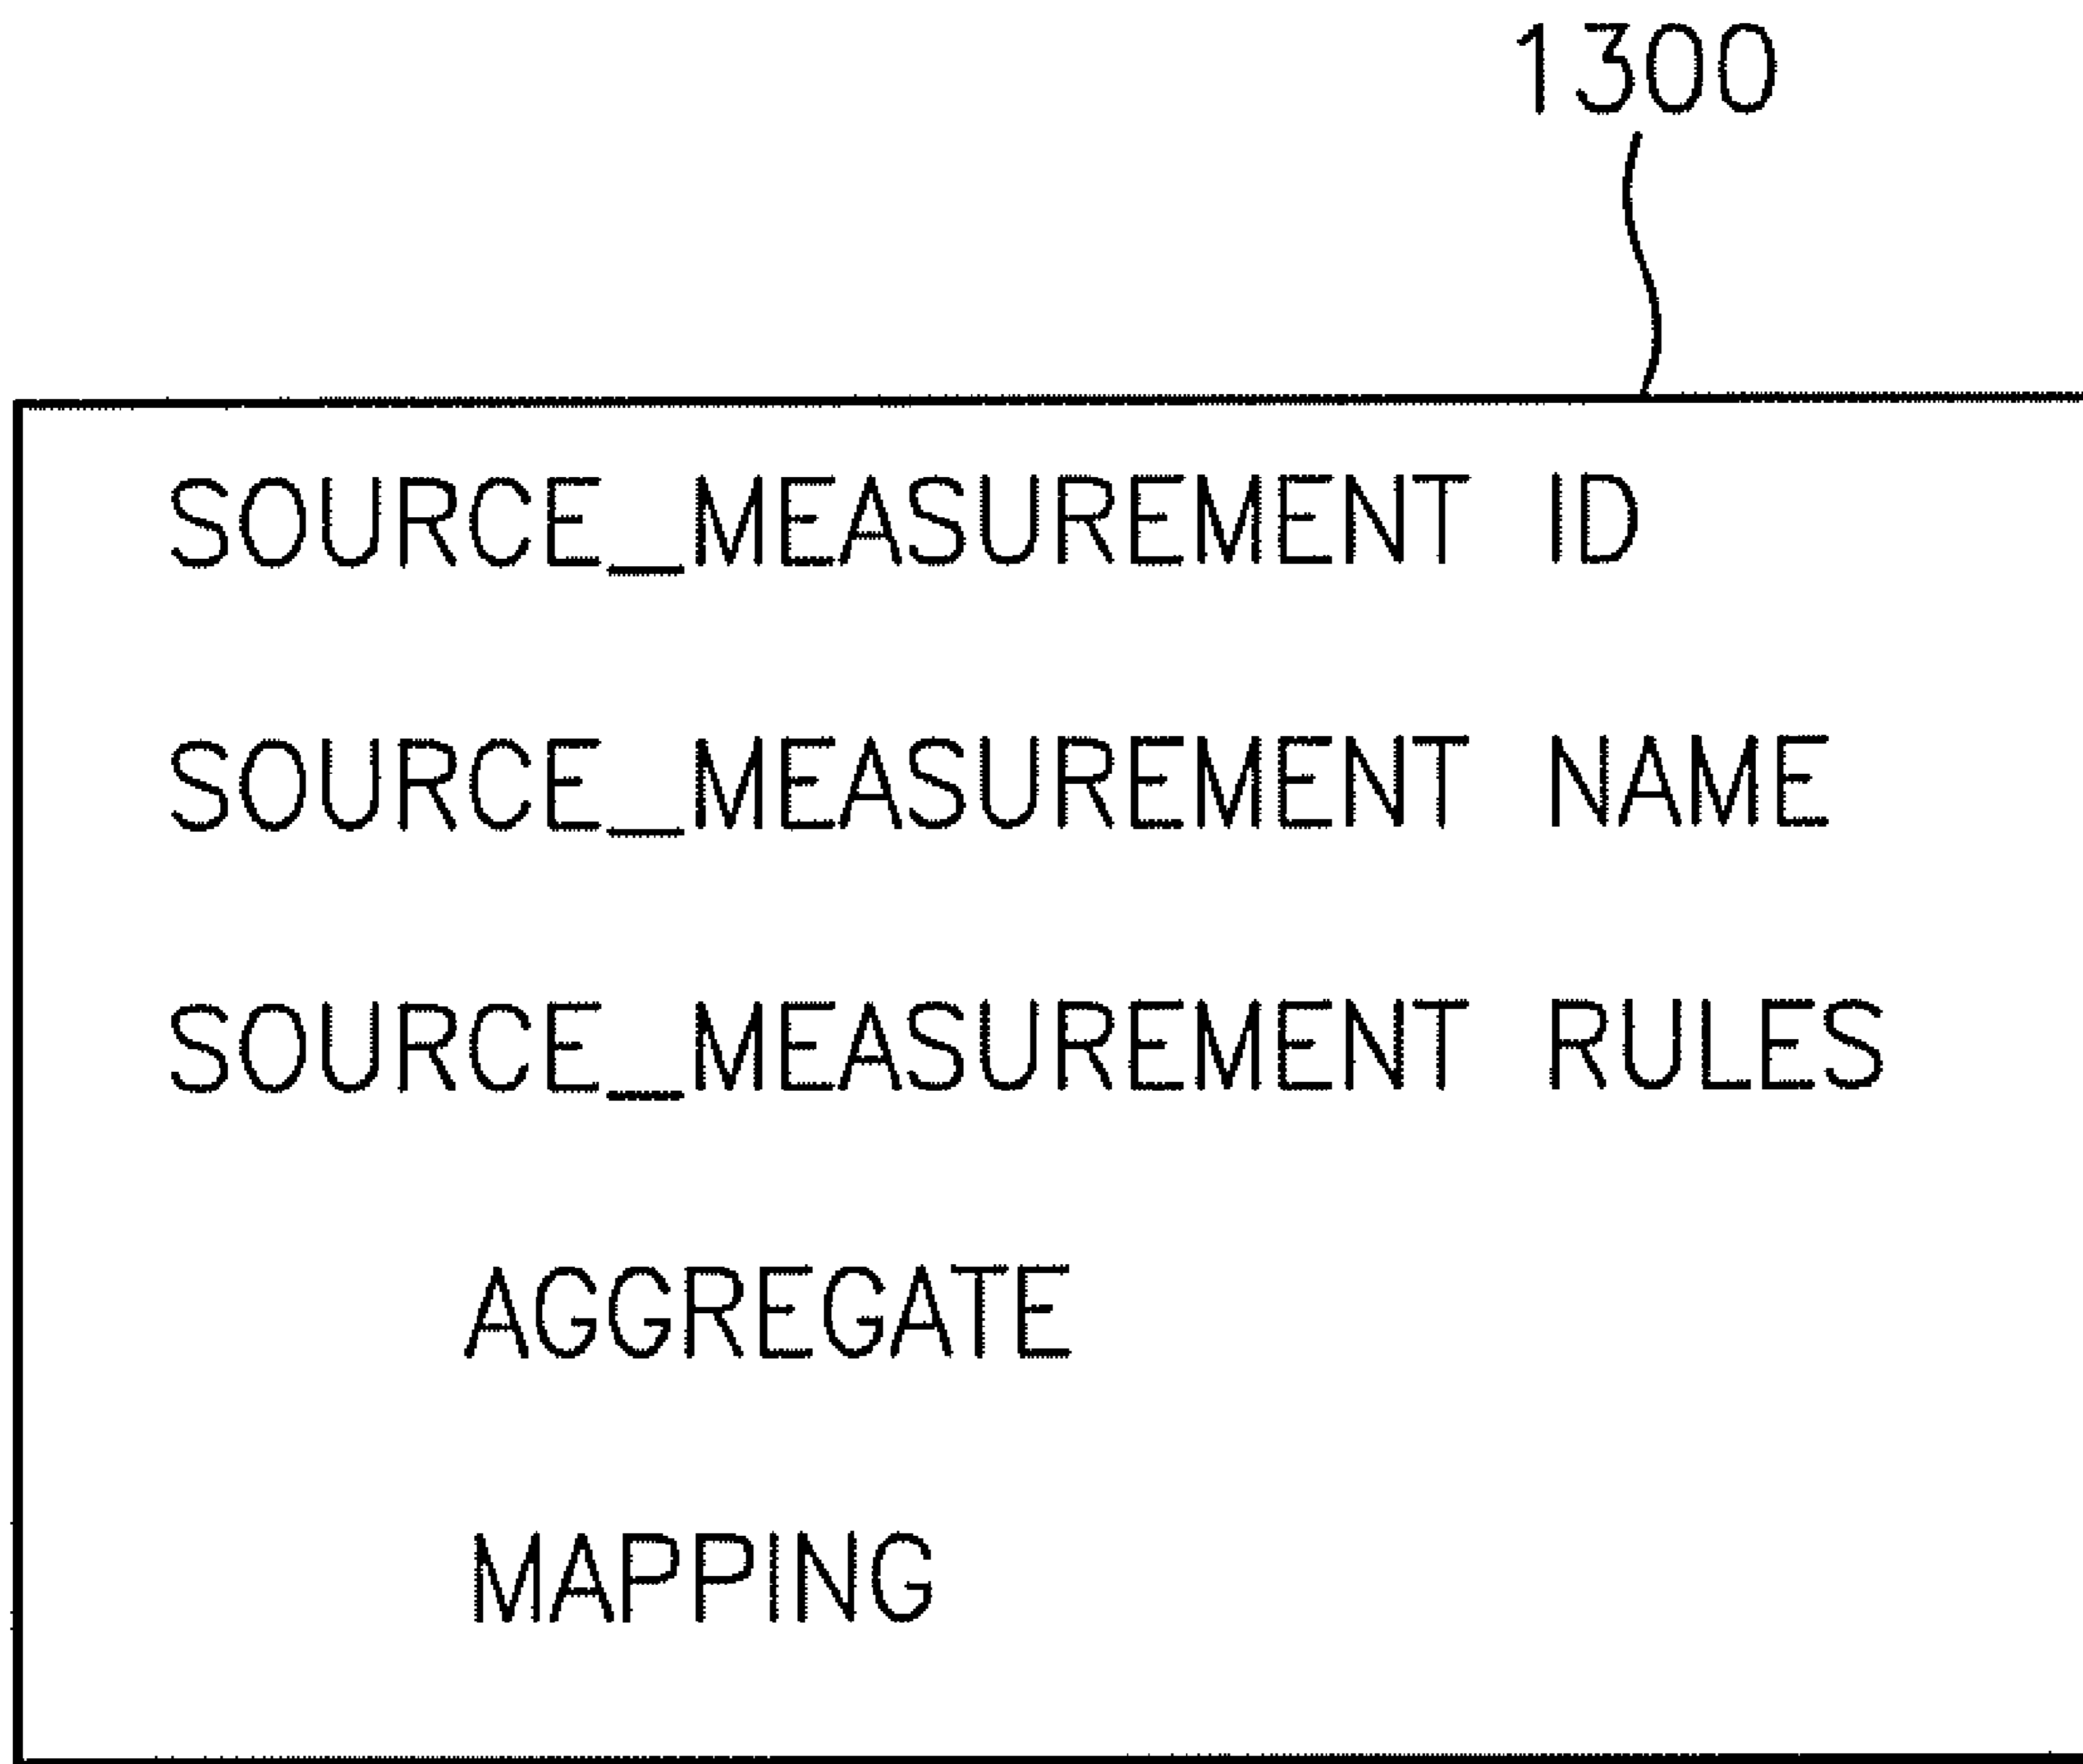 1300
SOURCE_MEASUREMENT ID
SOURCE_MEASUREMENT NAME
SOURCE_MEASUREMENT RULES
AGGREGATE
MAPPING